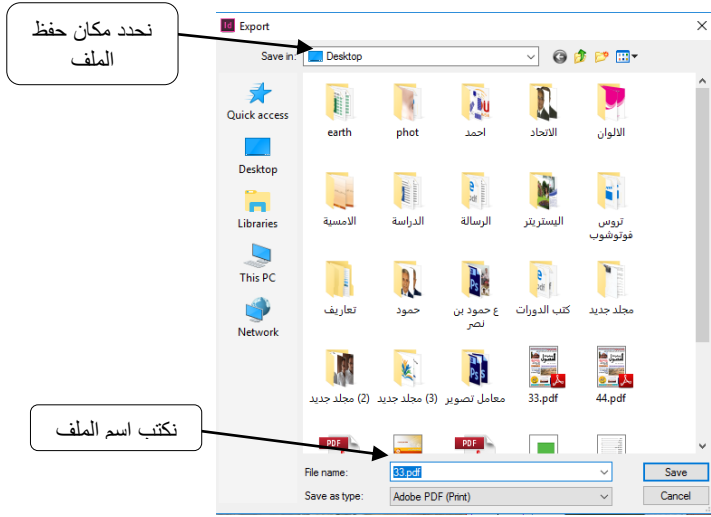 نحدد مكان حفظ
الملف
Id Export
Save in: Desktop
Quick access
Desktop
Libraries
This PC
Network
earth
phot
احمد
الاتحاد
الالوان
الامسية
الدراسة
الرسالة
اليستريتر
تروس
فوتوشوب
تعاريف
حمود
ع حمود بن
نصر
كتب الدورات
مجلد جديد
مجلد جديد (2)
مجلد جديد (3)
معامل تصوير
33.pdf
44.pdf
PDF
PDF
نكتب اسم الملف
File name: 33.pdf
Save
Save as type: Adobe PDF (Print)
Cancel